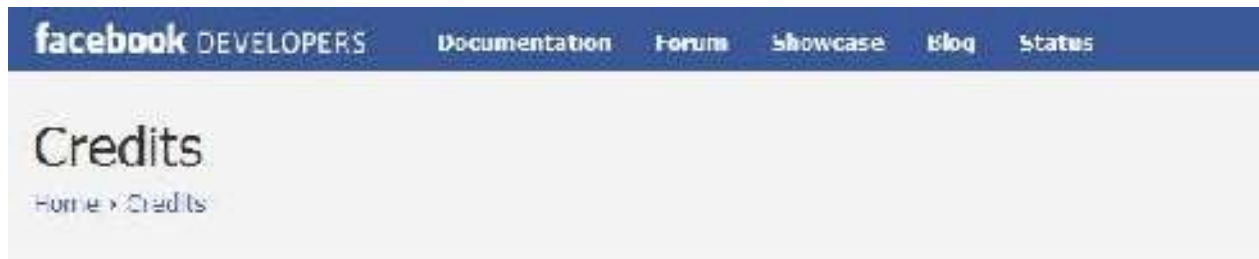 facebook DEVELOPERS Documentation Forum Showcase Blog Status
Credits
Home › Credits